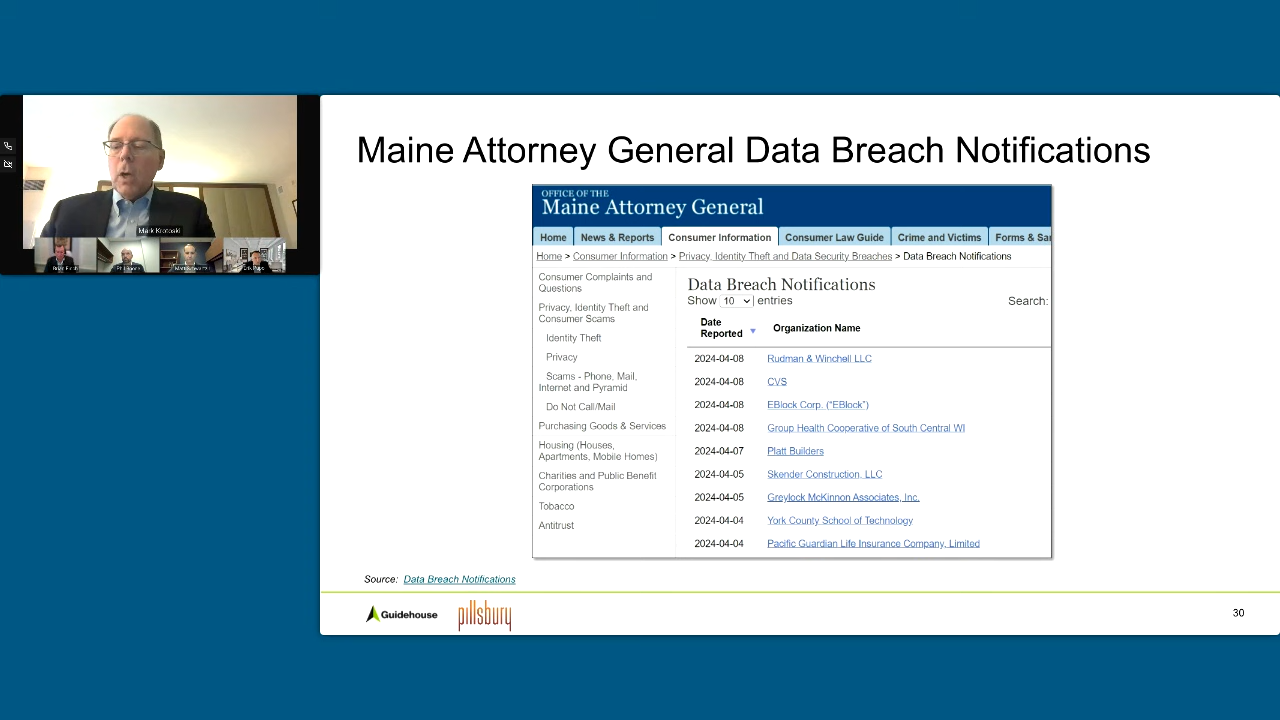 Maine Attorney General Data Breach Notifications
OFFICE OF THE
Maine Attorney General
Home
News & Reports
Consumer Information
Consumer Law Guide
Crime and Victims
Forms & Sa
Home > Consumer Information > Privacy, Identity Theft and Data Security Breaches > Data Breach Notifications
Consumer Complaints and
Questions
Privacy, Identity Theft and
Consumer Scams
Identity Theft
Privacy
Scams - Phone, Mail,
Internet and Pyramid
Do Not Call/Mail
Purchasing Goods & Services
Housing (Houses,
Apartments, Mobile Homes)
Charities and Public Benefit
Corporations
Tobacco
Antitrust
Data Breach Notifications
Show 10 entries
Search:
Date
Reported
Organization Name
2024-04-08 Rudman & Winchell LLC
2024-04-08 CVS
2024-04-08 EBlock Corp. ("EBlock")
2024-04-08 Group Health Cooperative of South Central WI
2024-04-07 Platt Builders
2024-04-05 Skender Construction, LLC
2024-04-05 Greylock McKinnon Associates, Inc.
2024-04-04 York County School of Technology
2024-04-04 Pacific Guardian Life Insurance Company, Limited
Source: Data Breach Notifications
Guidehouse
pillsbury
30
Mark Krotoski